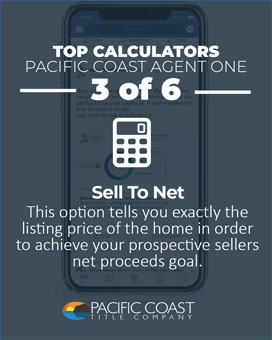 TOP CALCULATORS
PACIFIC COAST AGENT ONE
3 of 6
Sell To Net
This option tells you exactly the
listing price of the home in order
to achieve your prospective sellers
net proceeds goal.
PACIFIC COAST
TITLE COMPANY